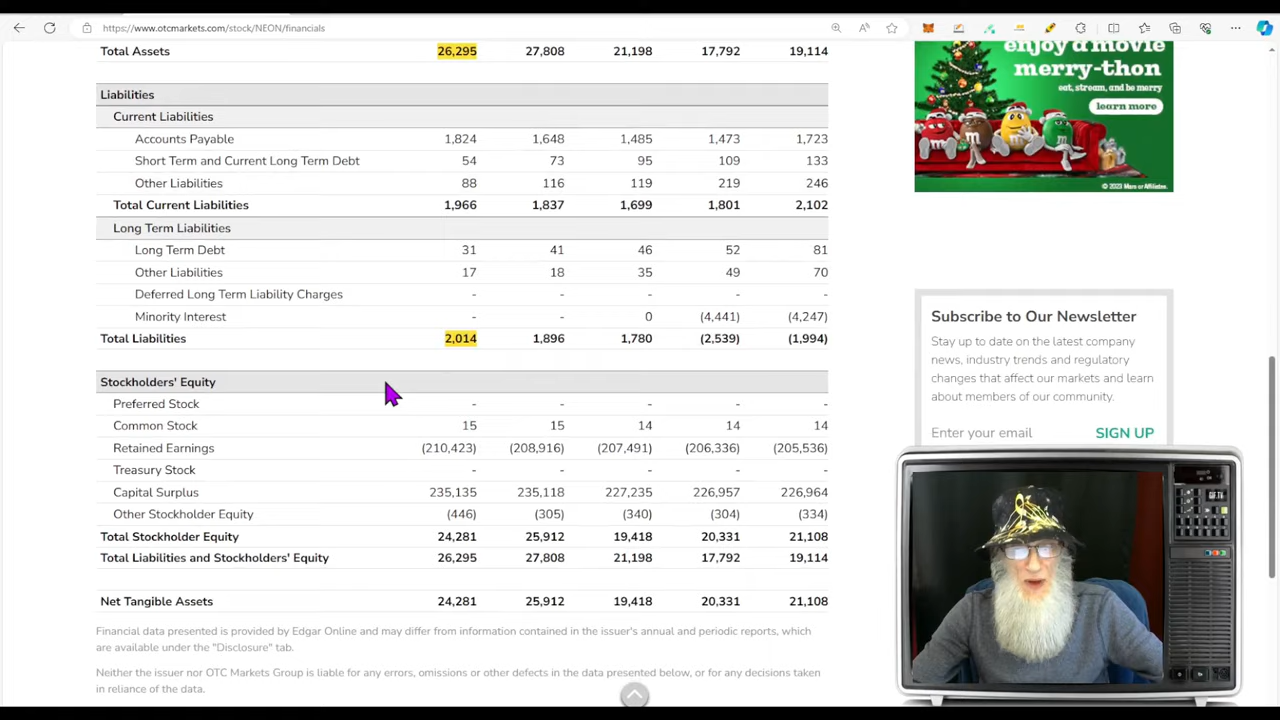 https://www.otcmarkets.com/stock/NEON/financials
Total Assets 26,295 27,808 21,198 17,792 19,114
Liabilities
Current Liabilities
Accounts Payable 1,824 1,648 1,485 1,473 1,723
Short Term and Current Long Term Debt 54 73 95 109 133
Other Liabilities 88 116 119 219 246
Total Current Liabilities 1,966 1,837 1,699 1,801 2,102
Long Term Liabilities
Long Term Debt 31 41 46 52 81
Other Liabilities 17 18 35 49 70
Deferred Long Term Liability Charges - - - - -
Minority Interest - - 0 (4,441) (4,247)
Total Liabilities 2,014 1,896 1,780 (2,539) (1,994)
Stockholders' Equity
Preferred Stock - - - - -
Common Stock 15 15 14 14 14
Retained Earnings (210,423) (208,916) (207,491) (206,336) (205,536)
Treasury Stock - - - - -
Capital Surplus 235,135 235,118 227,235 226,957 226,964
Other Stockholder Equity (446) (305) (340) (304) (334)
Total Stockholder Equity 24,281 25,912 19,418 20,331 21,108
Total Liabilities and Stockholders' Equity 26,295 27,808 21,198 17,792 19,114
Net Tangible Assets 24,281 25,912 19,418 20,331 21,108
Financial data presented is provided by Edgar Online and may differ from in maintained in the issuer's annual and periodic reports, which
are available under the "Disclosure" tab.
Neither the issuer nor OTC Markets Group is liable for any errors, omissions or other defects in the data presented below, or for any decisions taken
in reliance of the data.
enjoy a movie
merry-thon
eat, stream, and be merry
learn more
© 2023 Mars or Affiliates.
Subscribe to Our Newsletter
Stay up to date on the latest company
news, industry trends and regulatory
changes that affect our markets and learn
about members of our community.
Enter your email SIGN UP